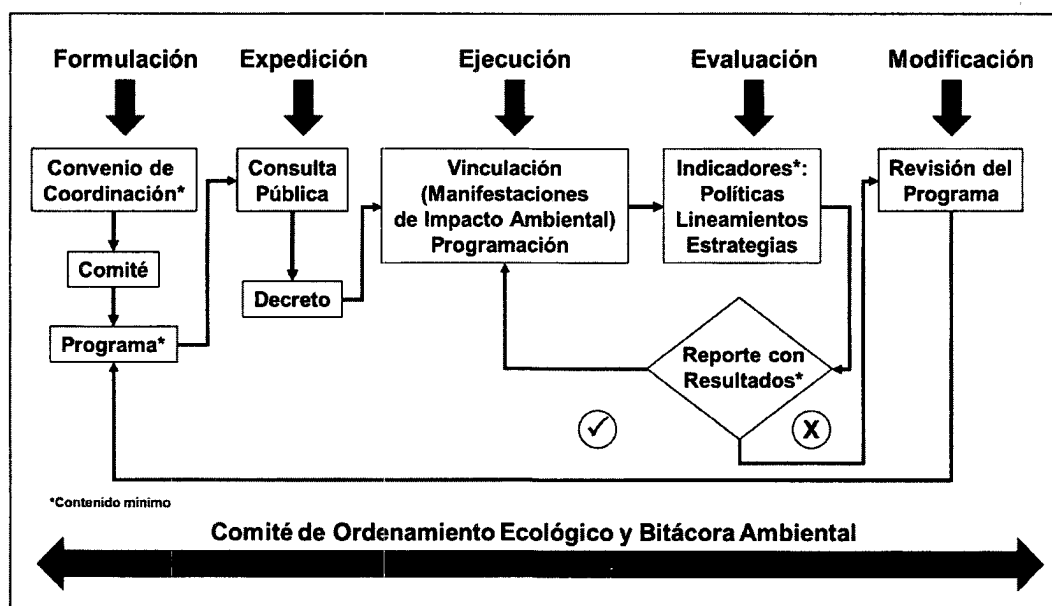 Formulación
Expedición
Ejecución
Evaluación
Modificación
Convenio de
Coordinación*
Comité
Programa*
Consulta
Pública
Decreto
Vinculación
(Manifestaciones
de Impacto Ambiental)
Programación
Indicadores*:
Políticas
Lineamientos
Estrategias
Reporte con
Resultados*
Revisión del
Programa
✓
X
*Contenido mínimo
Comité de Ordenamiento Ecológico y Bitácora Ambiental